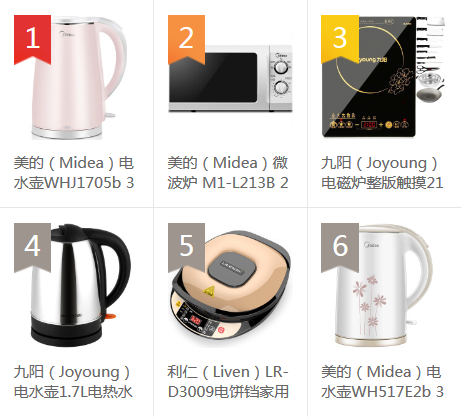 1
2
3
Midea
Joyoung 九阳
美的（Midea）电
水壶WHJ1705b 3
美的（Midea）微
波炉 M1-L213B 2
九阳（Joyoung）
电磁炉整版触摸21
4
5
6
九阳（Joyoung）
电水壶1.7L电热水
利仁（Liven）LR-
D3009电饼铛家用
美的（Midea）电
水壶WH517E2b 3